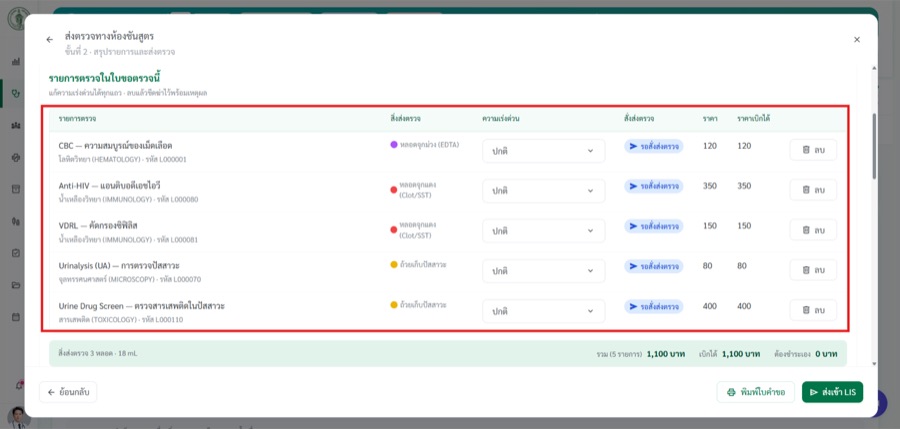 ส่งตรวจทางห้องชันสูตร
ขั้นที่ 2 · สรุปรายการและส่งตรวจ
รายการตรวจในใบขอตรวจนี้
แก้ความเร่งด่วนได้ทุกแถว · ลบแล้วขีดฆ่าไว้พร้อมเหตุผล
รายการตรวจ สิ่งส่งตรวจ ความเร่งด่วน สั่งส่งตรวจ ราคา ราคาเบิกได้
CBC — ความสมบูรณ์ของเม็ดเลือด หลอดจุกม่วง (EDTA) ปกติ รอสั่งส่งตรวจ 120 120 ลบ
โลหิตวิทยา (HEMATOLOGY) · รหัส L000001
Anti-HIV — แอนติบอดีเอชไอวี หลอดจุกแดง (Clot/SST) ปกติ รอสั่งส่งตรวจ 350 350 ลบ
น้ำเหลืองวิทยา (IMMUNOLOGY) · รหัส L000080
VDRL — คัดกรองซิฟิลิส หลอดจุกแดง (Clot/SST) ปกติ รอสั่งส่งตรวจ 150 150 ลบ
น้ำเหลืองวิทยา (IMMUNOLOGY) · รหัส L000081
Urinalysis (UA) — การตรวจปัสสาวะ ถ้วยเก็บปัสสาวะ ปกติ รอสั่งส่งตรวจ 80 80 ลบ
จุลทรรศนศาสตร์ (MICROSCOPY) · รหัส L000070
Urine Drug Screen — ตรวจสารเสพติดในปัสสาวะ ถ้วยเก็บปัสสาวะ ปกติ รอสั่งส่งตรวจ 400 400 ลบ
สารเสพติด (TOXICOLOGY) · รหัส L000110
สิ่งส่งตรวจ 3 หลอด · 18 mL รวม (5 รายการ) 1,100 บาท เบิกได้ 1,100 บาท ต้องชำระเอง 0 บาท
ย้อนกลับ พิมพ์ใบคำขอ ส่งเข้า LIS